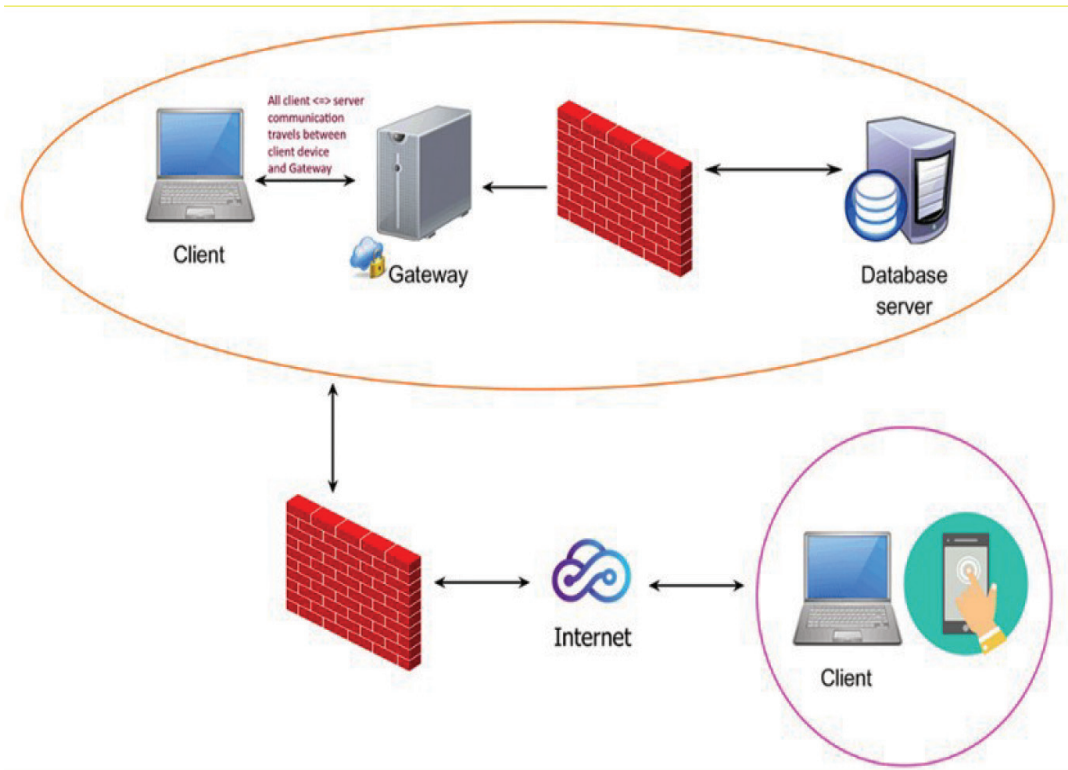 All client <=> server
communication
travels between
client device
and Gateway
Client
Gateway
Database
server
Internet
Client